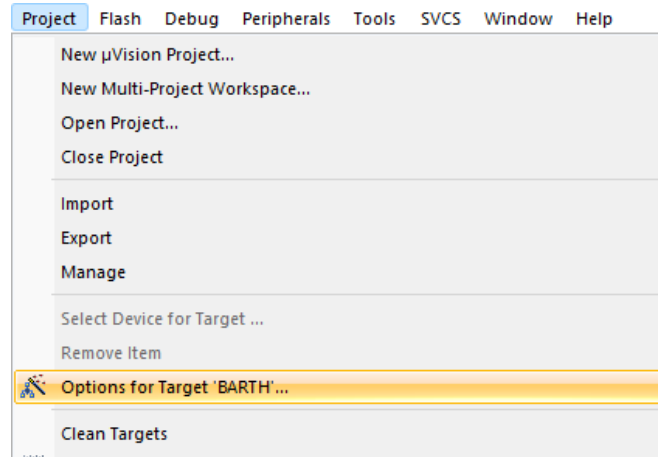 Project Flash Debug Peripherals Tools SVCS Window Help
New µVision Project...
New Multi-Project Workspace...
Open Project...
Close Project
Import
Export
Manage
Select Device for Target ...
Remove Item
Options for Target 'BARTH'...
Clean Targets